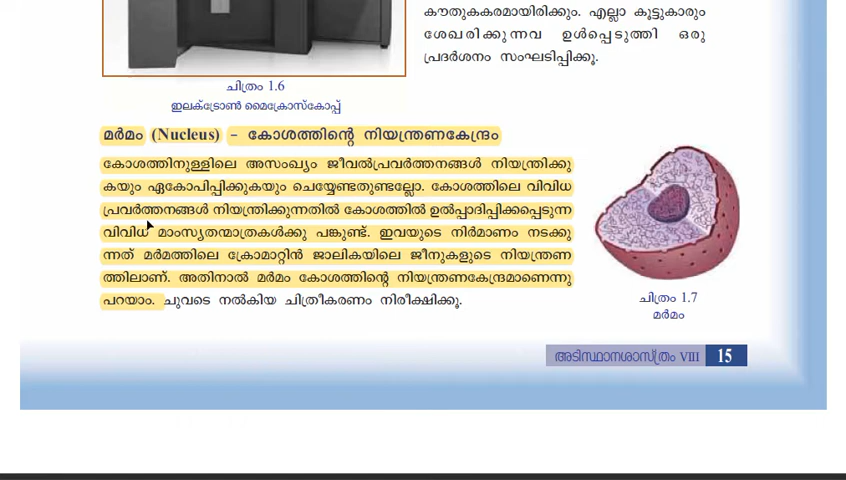 കൗതുകകരമായിരിക്കും. എല്ലാ കൂട്ടുകാരും
ശേഖരിക്കുന്നവ ഉൾപ്പെടുത്തി ഒരു
പ്രദർശനം സംഘടിപ്പിക്കൂ.
ചിത്രം 1.6
ഇലക്ട്രോൺ മൈക്രോസ്കോപ്പ്
മർമം (Nucleus) – കോശത്തിന്റെ നിയന്ത്രണകേന്ദ്രം
കോശത്തിനുള്ളിലെ അസംഖ്യം ജീവൽപ്രവർത്തനങ്ങൾ നിയന്ത്രിക്കു
കയും ഏകോപിപ്പിക്കുകയും ചെയ്യേണ്ടതുണ്ടല്ലോ. കോശത്തിലെ വിവിധ
പ്രവർത്തനങ്ങൾ നിയന്ത്രിക്കുന്നതിൽ കോശത്തിൽ ഉൽപ്പാദിപ്പിക്കപ്പെടുന്ന
വിവിധ മാംസ്യതന്മാത്രകൾക്കു പങ്കുണ്ട്. ഇവയുടെ നിർമാണം നടക്കു
ന്നത് മർമത്തിലെ ക്രോമാറ്റിൻ ജാലികയിലെ ജീനുകളുടെ നിയന്ത്രണ
ത്തിലാണ്. അതിനാൽ മർമം കോശത്തിന്റെ നിയന്ത്രണകേന്ദ്രമാണെന്നു
പറയാം. ചുവടെ നൽകിയ ചിത്രീകരണം നിരീക്ഷിക്കൂ.
ചിത്രം 1.7
മർമം
അടിസ്ഥാനശാസ്ത്രം VIII 15